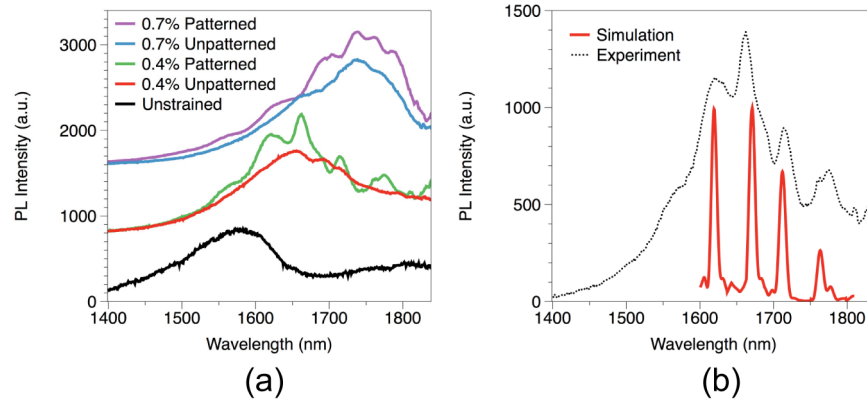 3000
2000
1000
0
PL Intensity (a.u.)
0.7% Patterned
0.7% Unpatterned
0.4% Patterned
0.4% Unpatterned
Unstrained
1400 1500 1600 1700 1800
Wavelength (nm)
(a)
1500
1000
500
0
PL Intensity (a.u.)
Simulation
Experiment
1400 1500 1600 1700 1800
Wavelength (nm)
(b)